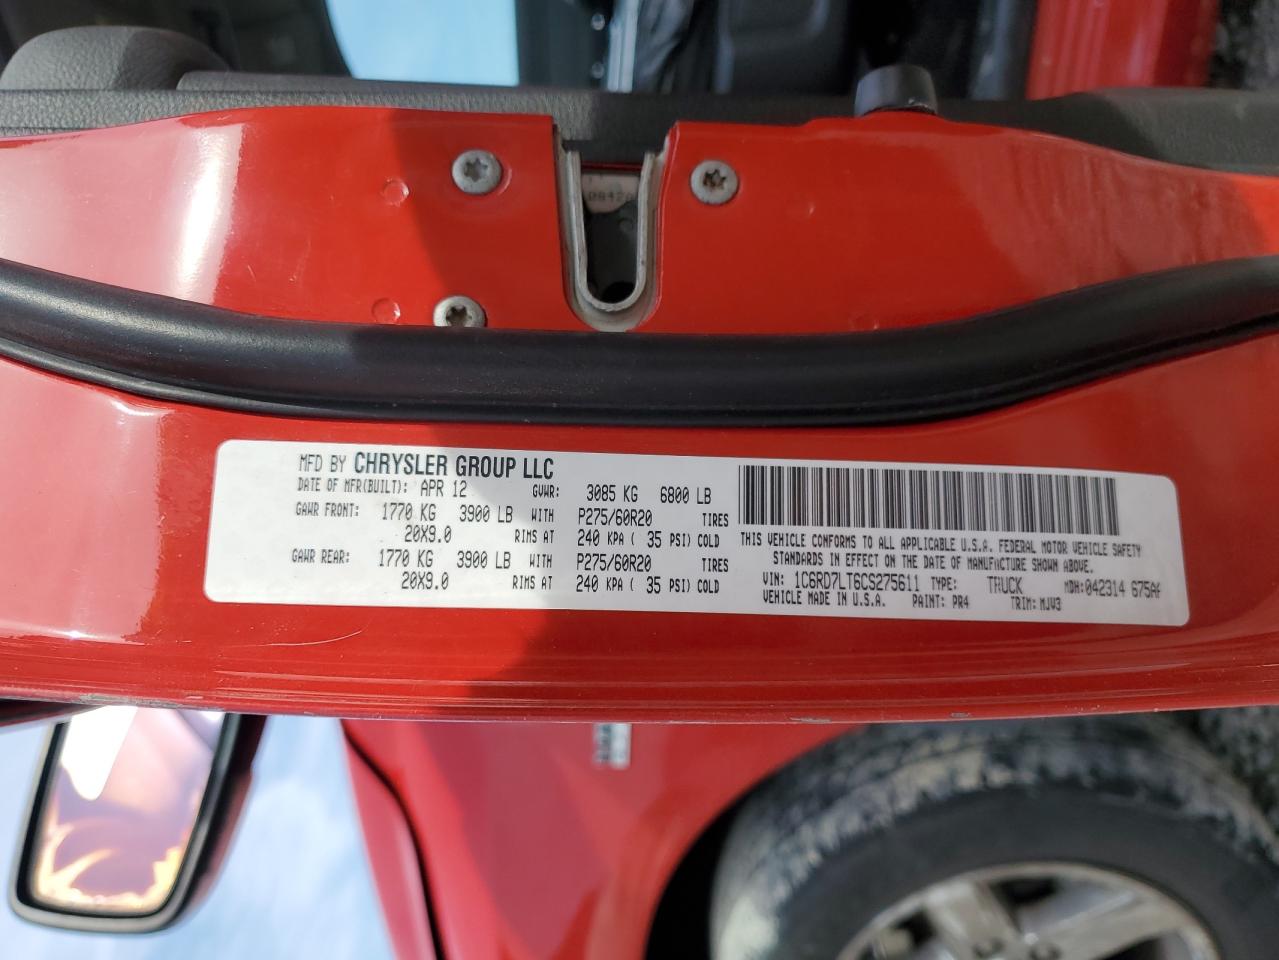 MFD BY CHRYSLER GROUP LLC
DATE OF MFR(BUILT): APR 12 GVWR: 3085 KG 6800 LB
GAWR FRONT: 1770 KG 3900 LB WITH P275/60R20 TIRES
20X9.0 RIMS AT 240 KPA ( 35 PSI) COLD
GAWR REAR: 1770 KG 3900 LB WITH P275/60R20 TIRES
20X9.0 RIMS AT 240 KPA ( 35 PSI) COLD
THIS VEHICLE CONFORMS TO ALL APPLICABLE U.S.A. FEDERAL MOTOR VEHICLE SAFETY
STANDARDS IN EFFECT ON THE DATE OF MANUFACTURE SHOWN ABOVE.
VIN: 1C6RD7LT6CS275611 TYPE: TRUCK MDH:042314 675AF
VEHICLE MADE IN U.S.A. PAINT: PR4 TRIM: MJV3